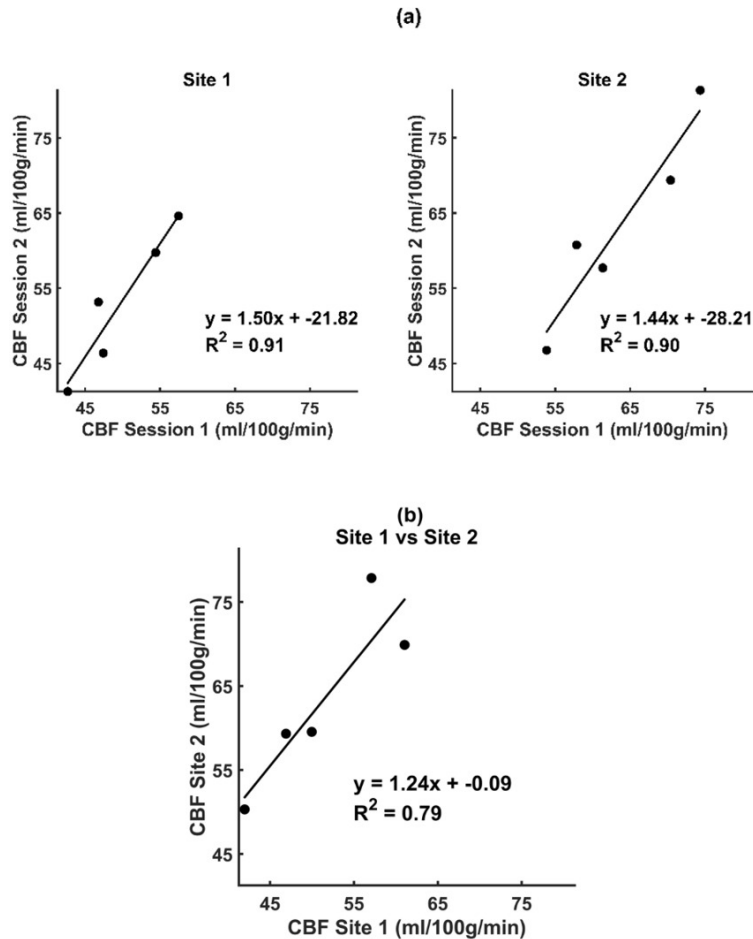 (a)
Site 1
CBF Session 2 (ml/100g/min)
75
65
55
45
y = 1.50x + -21.82
R² = 0.91
45 55 65 75
CBF Session 1 (ml/100g/min)
Site 2
CBF Session 2 (ml/100g/min)
75
65
55
45
y = 1.44x + -28.21
R² = 0.90
45 55 65 75
CBF Session 1 (ml/100g/min)
(b)
Site 1 vs Site 2
CBF Site 2 (ml/100g/min)
75
65
55
45
y = 1.24x + -0.09
R² = 0.79
45 55 65 75
CBF Site 1 (ml/100g/min)